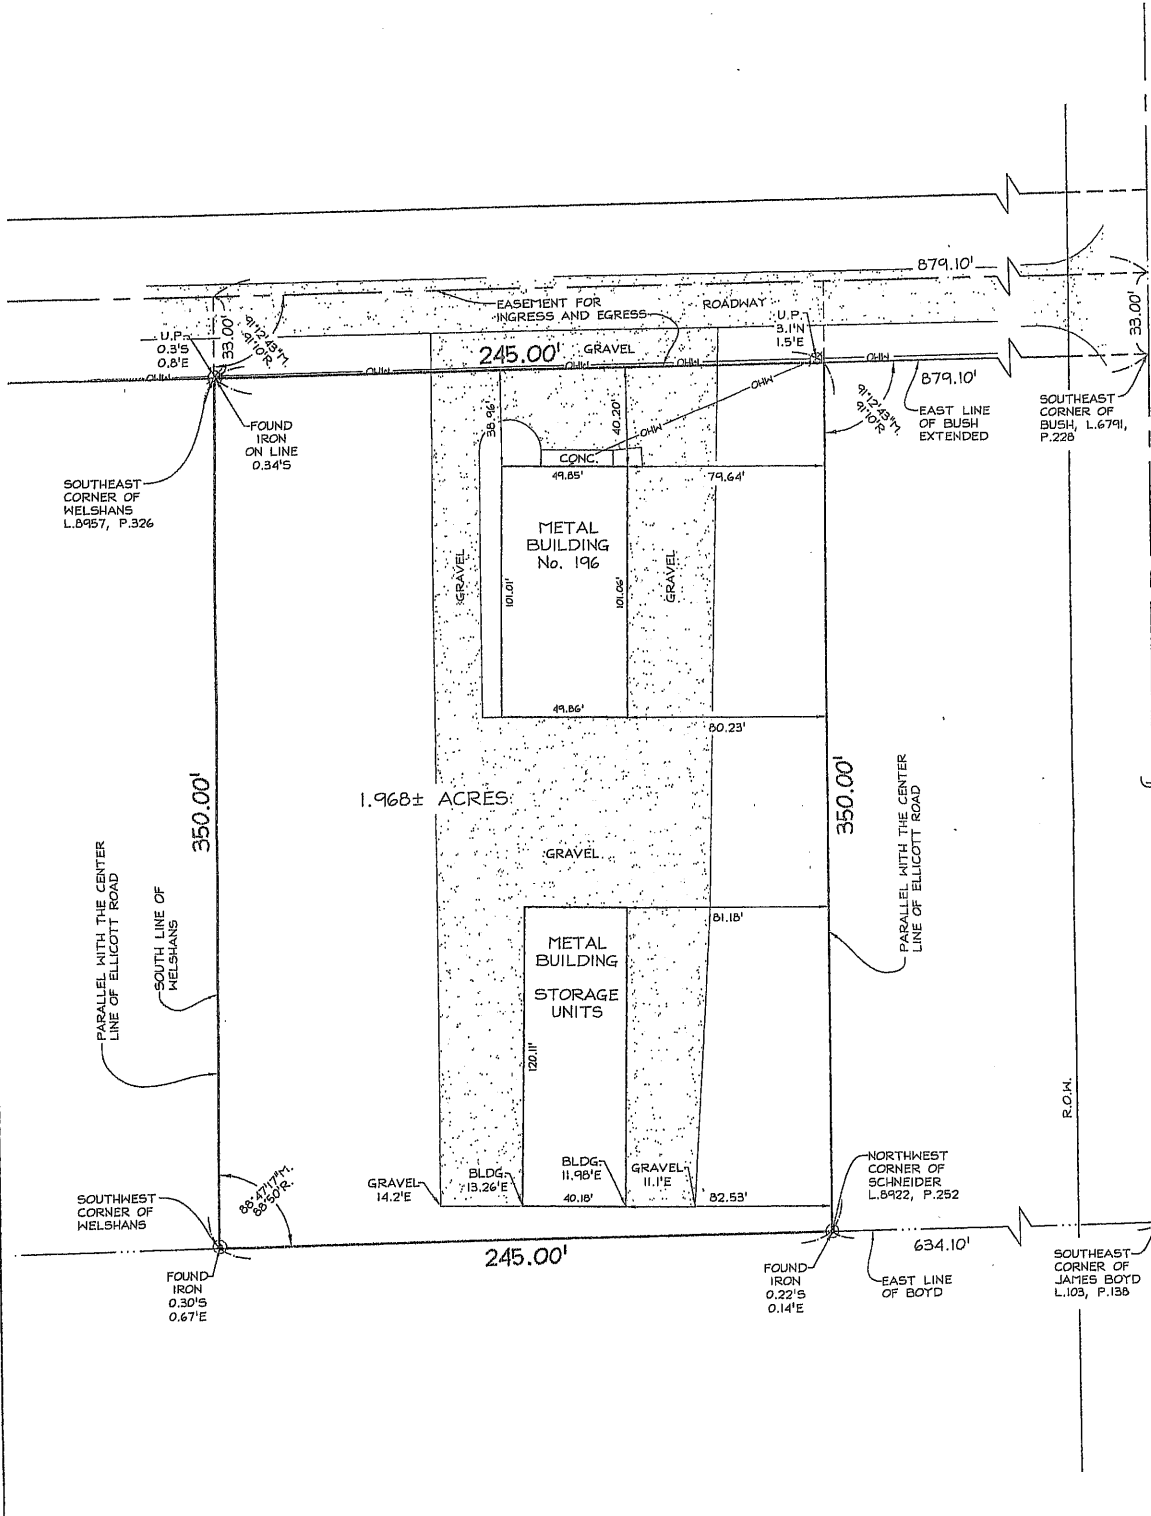 879.10'
EASEMENT FOR
INGRESS AND EGRESS
ROADWAY
U.P.
3.1'N
1.5'E
33.00'
33.00'
91°12'43"M.
91°10'R.
U.P.
0.3'S
0.8'E
245.00'
GRAVEL
OHW
OHW
OHW
OHW
OHW
OHW
879.10'
91°12'43"M.
91°10'R.
EAST LINE
OF BUSH
EXTENDED
SOUTHEAST
CORNER OF
BUSH, L.6791,
P.228
FOUND
IRON
ON LINE
0.34'S
SOUTHEAST
CORNER OF
WELSHANS
L.8957, P.326
38.96'
40.20'
CONC.
49.85'
79.64'
METAL
BUILDING
No. 196
GRAVEL
GRAVEL
101.01'
101.06'
49.86'
80.23'
350.00'
350.00'
1.968± ACRES
GRAVEL
PARALLEL WITH THE CENTER
LINE OF ELLICOTT ROAD
SOUTH LINE OF
WELSHANS
PARALLEL WITH THE CENTER
LINE OF ELLICOTT ROAD
81.18'
METAL
BUILDING
STORAGE
UNITS
120.11'
R.O.W.
88°47'17"M.
88°50'R.
GRAVEL
14.2'E
BLDG.
13.26'E
BLDG.
11.98'E
GRAVEL
11.1'E
40.18'
82.53'
NORTHWEST
CORNER OF
SCHNEIDER
L.8922, P.252
SOUTHWEST
CORNER OF
WELSHANS
245.00'
634.10'
FOUND
IRON
0.30'S
0.67'E
FOUND
IRON
0.22'S
0.14'E
EAST LINE
OF BOYD
SOUTHEAST
CORNER OF
JAMES BOYD
L.103, P.138